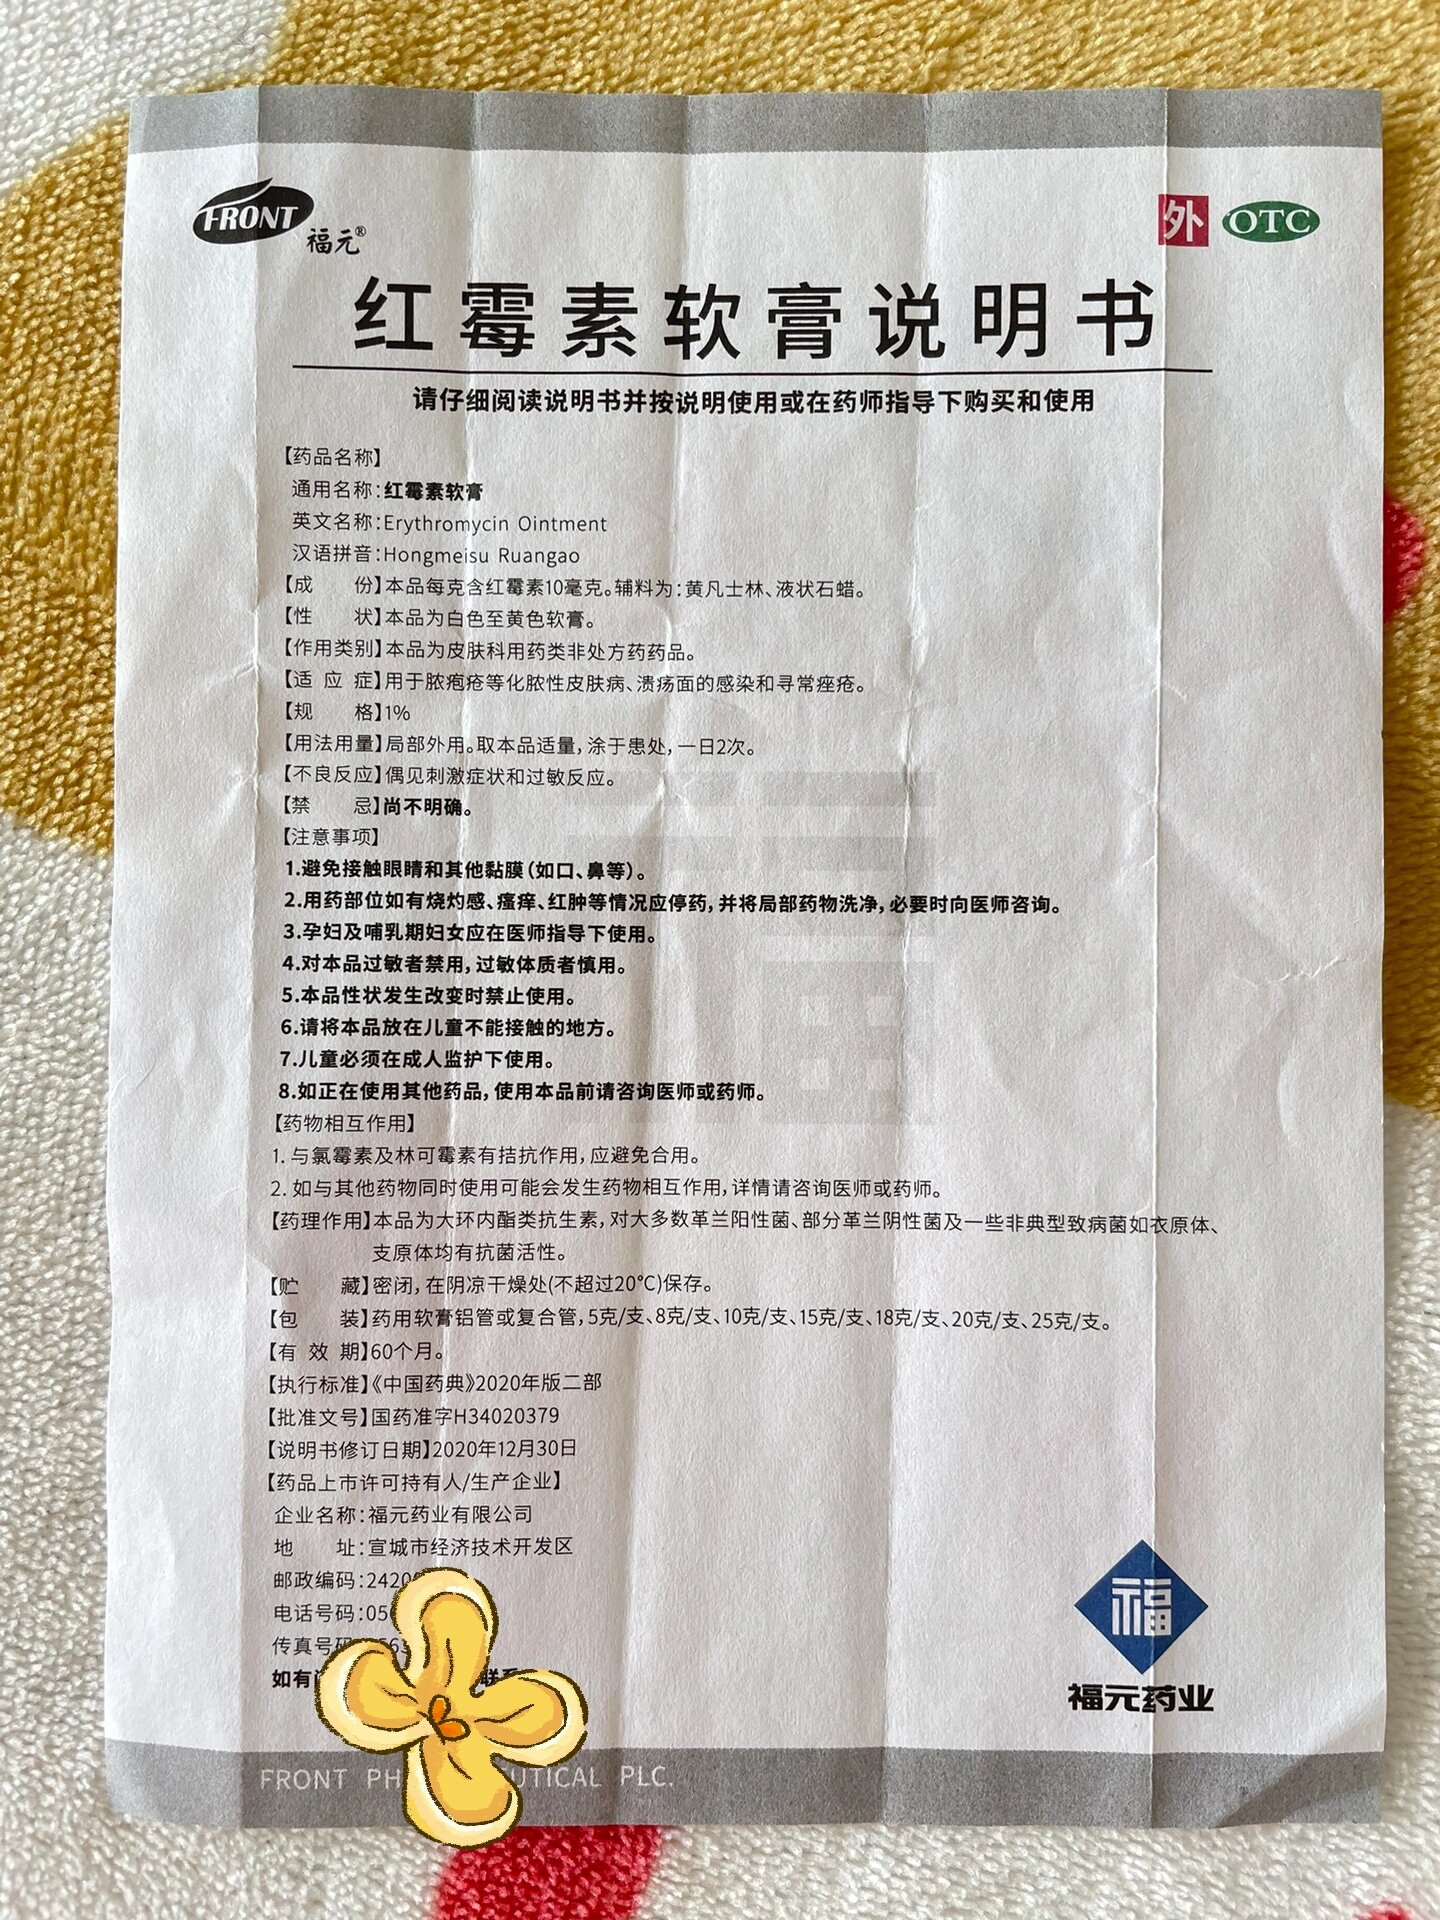 FRONT 福元®
外 OTC
红霉素软膏说明书
请仔细阅读说明书并按说明使用或在药师指导下购买和使用
【药品名称】
通用名称:红霉素软膏
英文名称:Erythromycin Ointment
汉语拼音:Hongmeisu Ruangao
【成 份】本品每克含红霉素10毫克。辅料为:黄凡士林、液状石蜡。
【性 状】本品为白色至黄色软膏。
【作用类别】本品为皮肤科用药类非处方药药品。
【适 应 症】用于脓疱疮等化脓性皮肤病、溃疡面的感染和寻常痤疮。
【规 格】1%
【用法用量】局部外用。取本品适量,涂于患处,一日2次。
【不良反应】偶见刺激症状和过敏反应。
【禁 忌】尚不明确。
【注意事项】
1.避免接触眼睛和其他黏膜(如口、鼻等)。
2.用药部位如有烧灼感、瘙痒、红肿等情况应停药,并将局部药物洗净,必要时向医师咨询。
3.孕妇及哺乳期妇女应在医师指导下使用。
4.对本品过敏者禁用,过敏体质者慎用。
5.本品性状发生改变时禁止使用。
6.请将本品放在儿童不能接触的地方。
7.儿童必须在成人监护下使用。
8.如正在使用其他药品,使用本品前请咨询医师或药师。
【药物相互作用】
1. 与氯霉素及林可霉素有拮抗作用,应避免合用。
2. 如与其他药物同时使用可能会发生药物相互作用,详情请咨询医师或药师。
【药理作用】本品为大环内酯类抗生素,对大多数革兰阳性菌、部分革兰阴性菌及一些非典型致病菌如衣原体、
支原体均有抗菌活性。
【贮 藏】密闭,在阴凉干燥处(不超过20℃)保存。
【包 装】药用软膏铝管或复合管,5克/支、8克/支、10克/支、15克/支、18克/支、20克/支、25克/支。
【有 效 期】60个月。
【执行标准】《中国药典》2020年版二部
【批准文号】国药准字H34020379
【说明书修订日期】2020年12月30日
【药品上市许可持有人/生产企业】
企业名称:福元药业有限公司
地 址:宣城市经济技术开发区
邮政编码:2420
电话号码:05
传真号码
如有 联系
福
福元药业
FRONT PH UTICAL PLC.